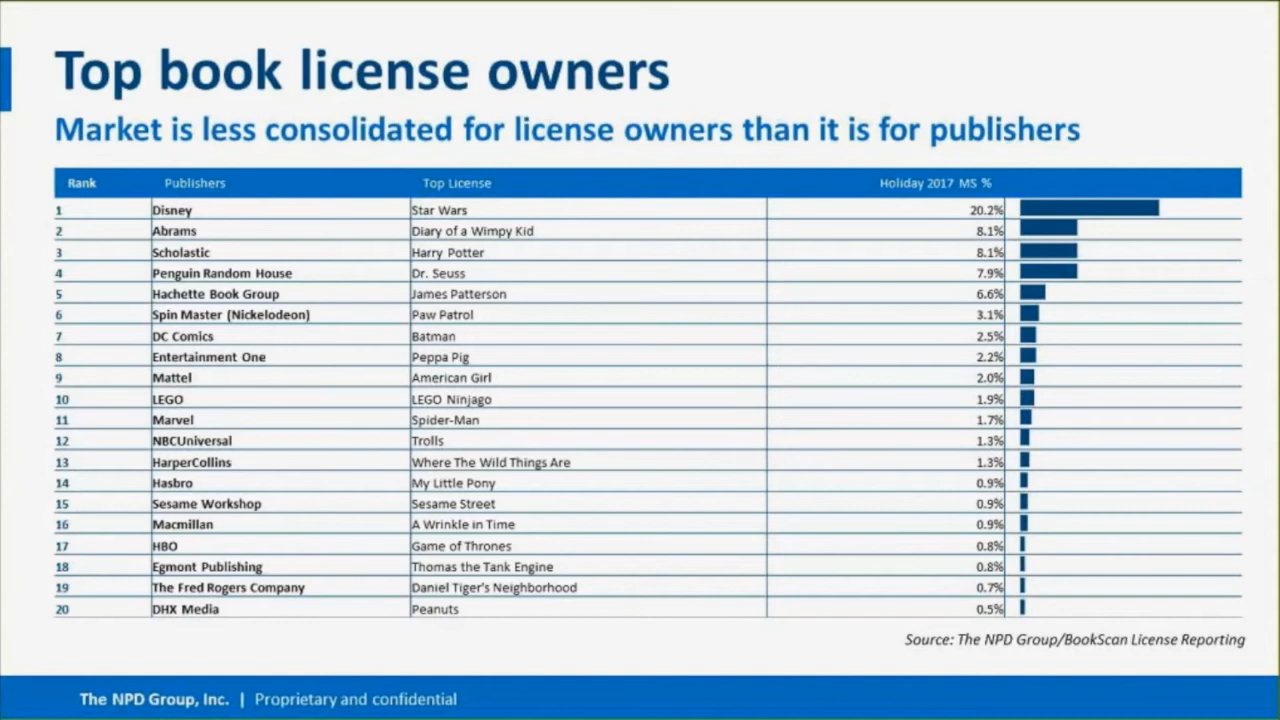 Top book license owners
Market is less consolidated for license owners than it is for publishers
Rank Publishers Top License Holiday 2017 MS %
1 Disney Star Wars 20.2%
2 Abrams Diary of a Wimpy Kid 8.1%
3 Scholastic Harry Potter 8.1%
4 Penguin Random House Dr. Seuss 7.9%
5 Hachette Book Group James Patterson 6.6%
6 Spin Master (Nickelodeon) Paw Patrol 3.1%
7 DC Comics Batman 2.5%
8 Entertainment One Peppa Pig 2.2%
9 Mattel American Girl 2.0%
10 LEGO LEGO Ninjago 1.9%
11 Marvel Spider-Man 1.7%
12 NBCUniversal Trolls 1.3%
13 HarperCollins Where The Wild Things Are 1.3%
14 Hasbro My Little Pony 0.9%
15 Sesame Workshop Sesame Street 0.9%
16 Macmillan A Wrinkle in Time 0.9%
17 HBO Game of Thrones 0.8%
18 Egmont Publishing Thomas the Tank Engine 0.8%
19 The Fred Rogers Company Daniel Tiger's Neighborhood 0.7%
20 DHX Media Peanuts 0.5%
Source: The NPD Group/BookScan License Reporting
The NPD Group, Inc. | Proprietary and confidential